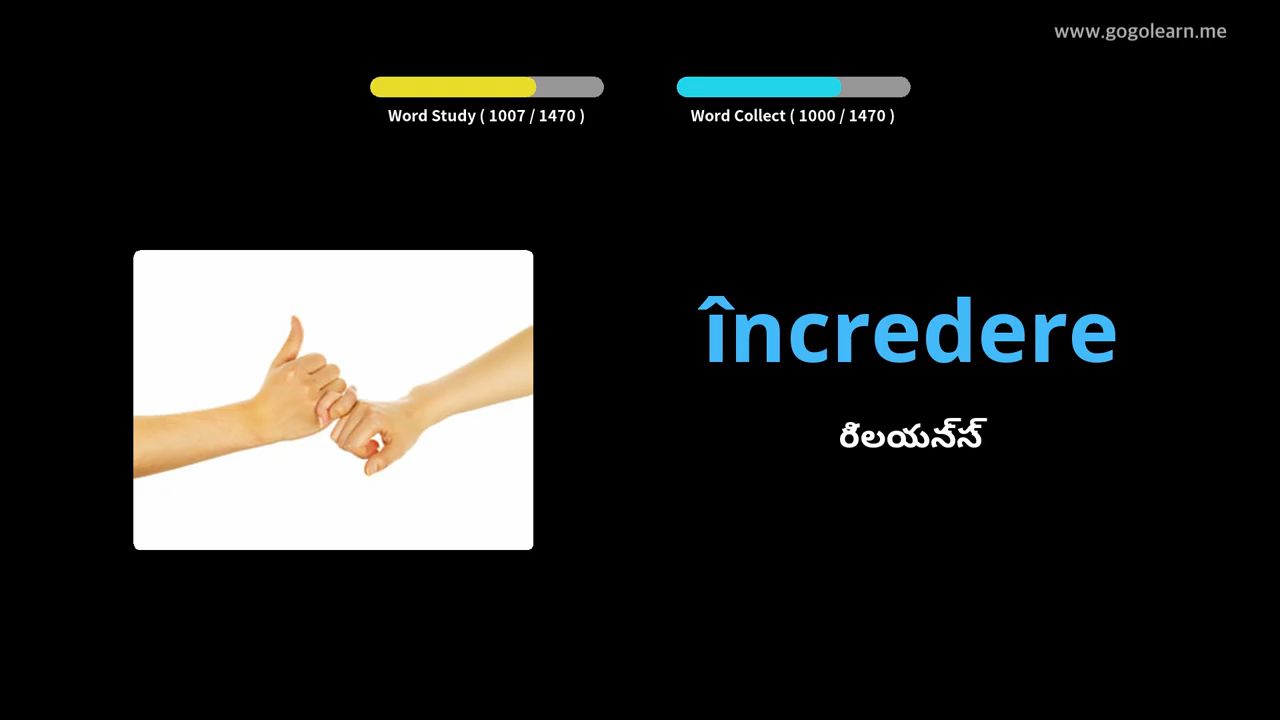 www.gogolearn.me
Word Study ( 1007 / 1470 )
Word Collect ( 1000 / 1470 )
încredere
రిలయన్స్